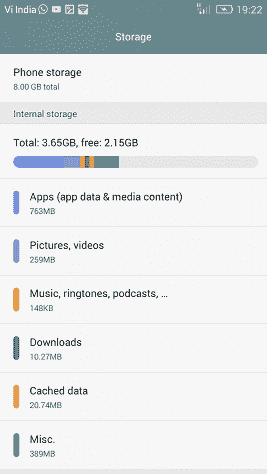 Vi India 19:22
Storage
Phone storage
8.00 GB total
Internal storage
Total: 3.65GB, free: 2.15GB
Apps (app data & media content)
763MB
Pictures, videos
259MB
Music, ringtones, podcasts, ...
148KB
Downloads
10.27MB
Cached data
20.74MB
Misc.
389MB